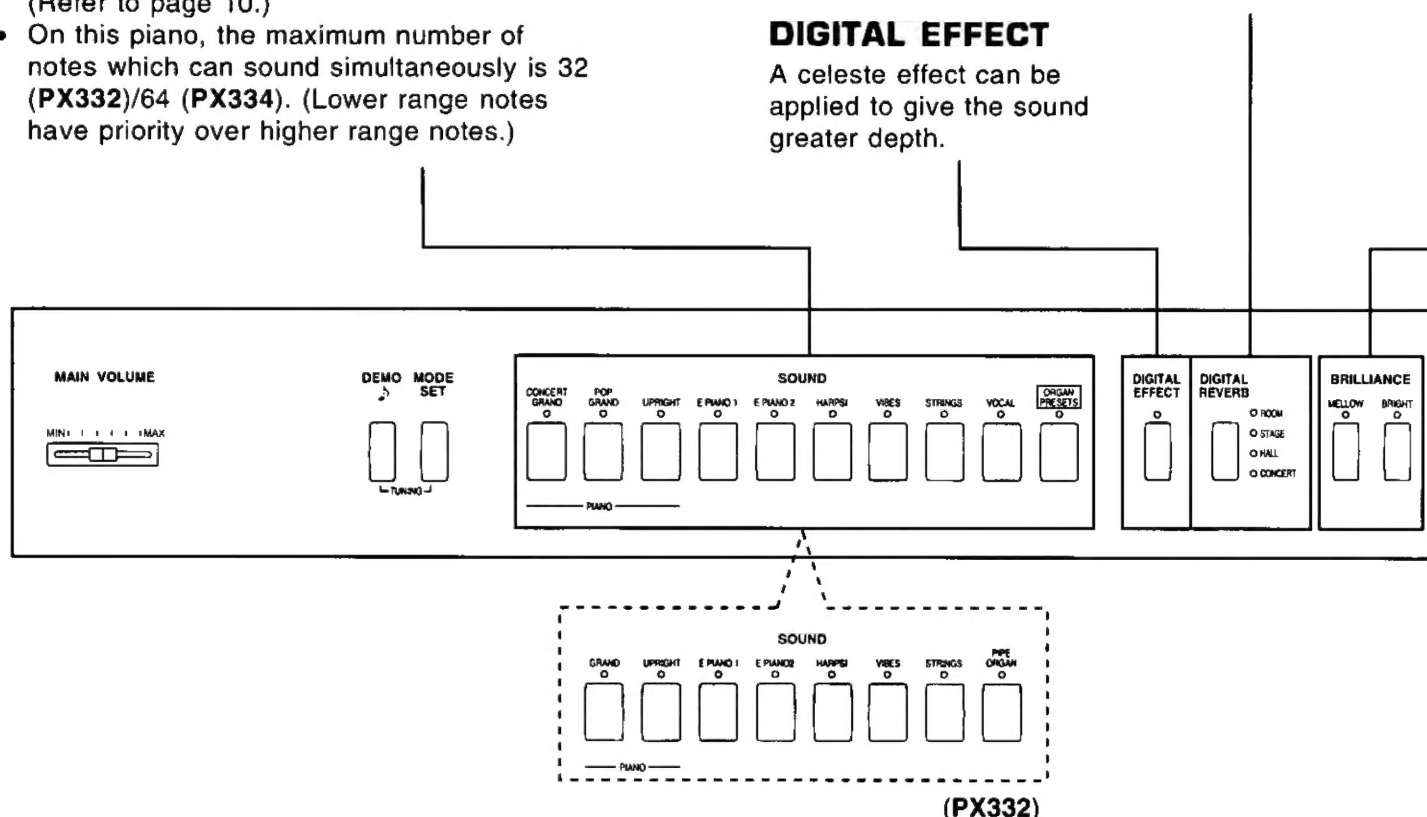 (Refer to page 10.)
• On this piano, the maximum number of
notes which can sound simultaneously is 32
(PX332)/64 (PX334). (Lower range notes
have priority over higher range notes.)
DIGITAL EFFECT
A celeste effect can be
applied to give the sound
greater depth.
MAIN VOLUME
MIN MAX
DEMO MODE SET
TUNING
SOUND
CONCERT GRAND POP GRAND UPRIGHT E PIANO 1 E PIANO 2 HARPSI VIBES STRINGS VOCAL ORGAN PRESETS
PIANO
DIGITAL EFFECT
DIGITAL REVERB
ROOM
STAGE
HALL
CONCERT
BRILLIANCE
MELLOW BRIGHT
SOUND
GRAND UPRIGHT E PIANO 1 E PIANO2 HARPSI VIBES STRINGS PIPE ORGAN
PIANO
(PX332)